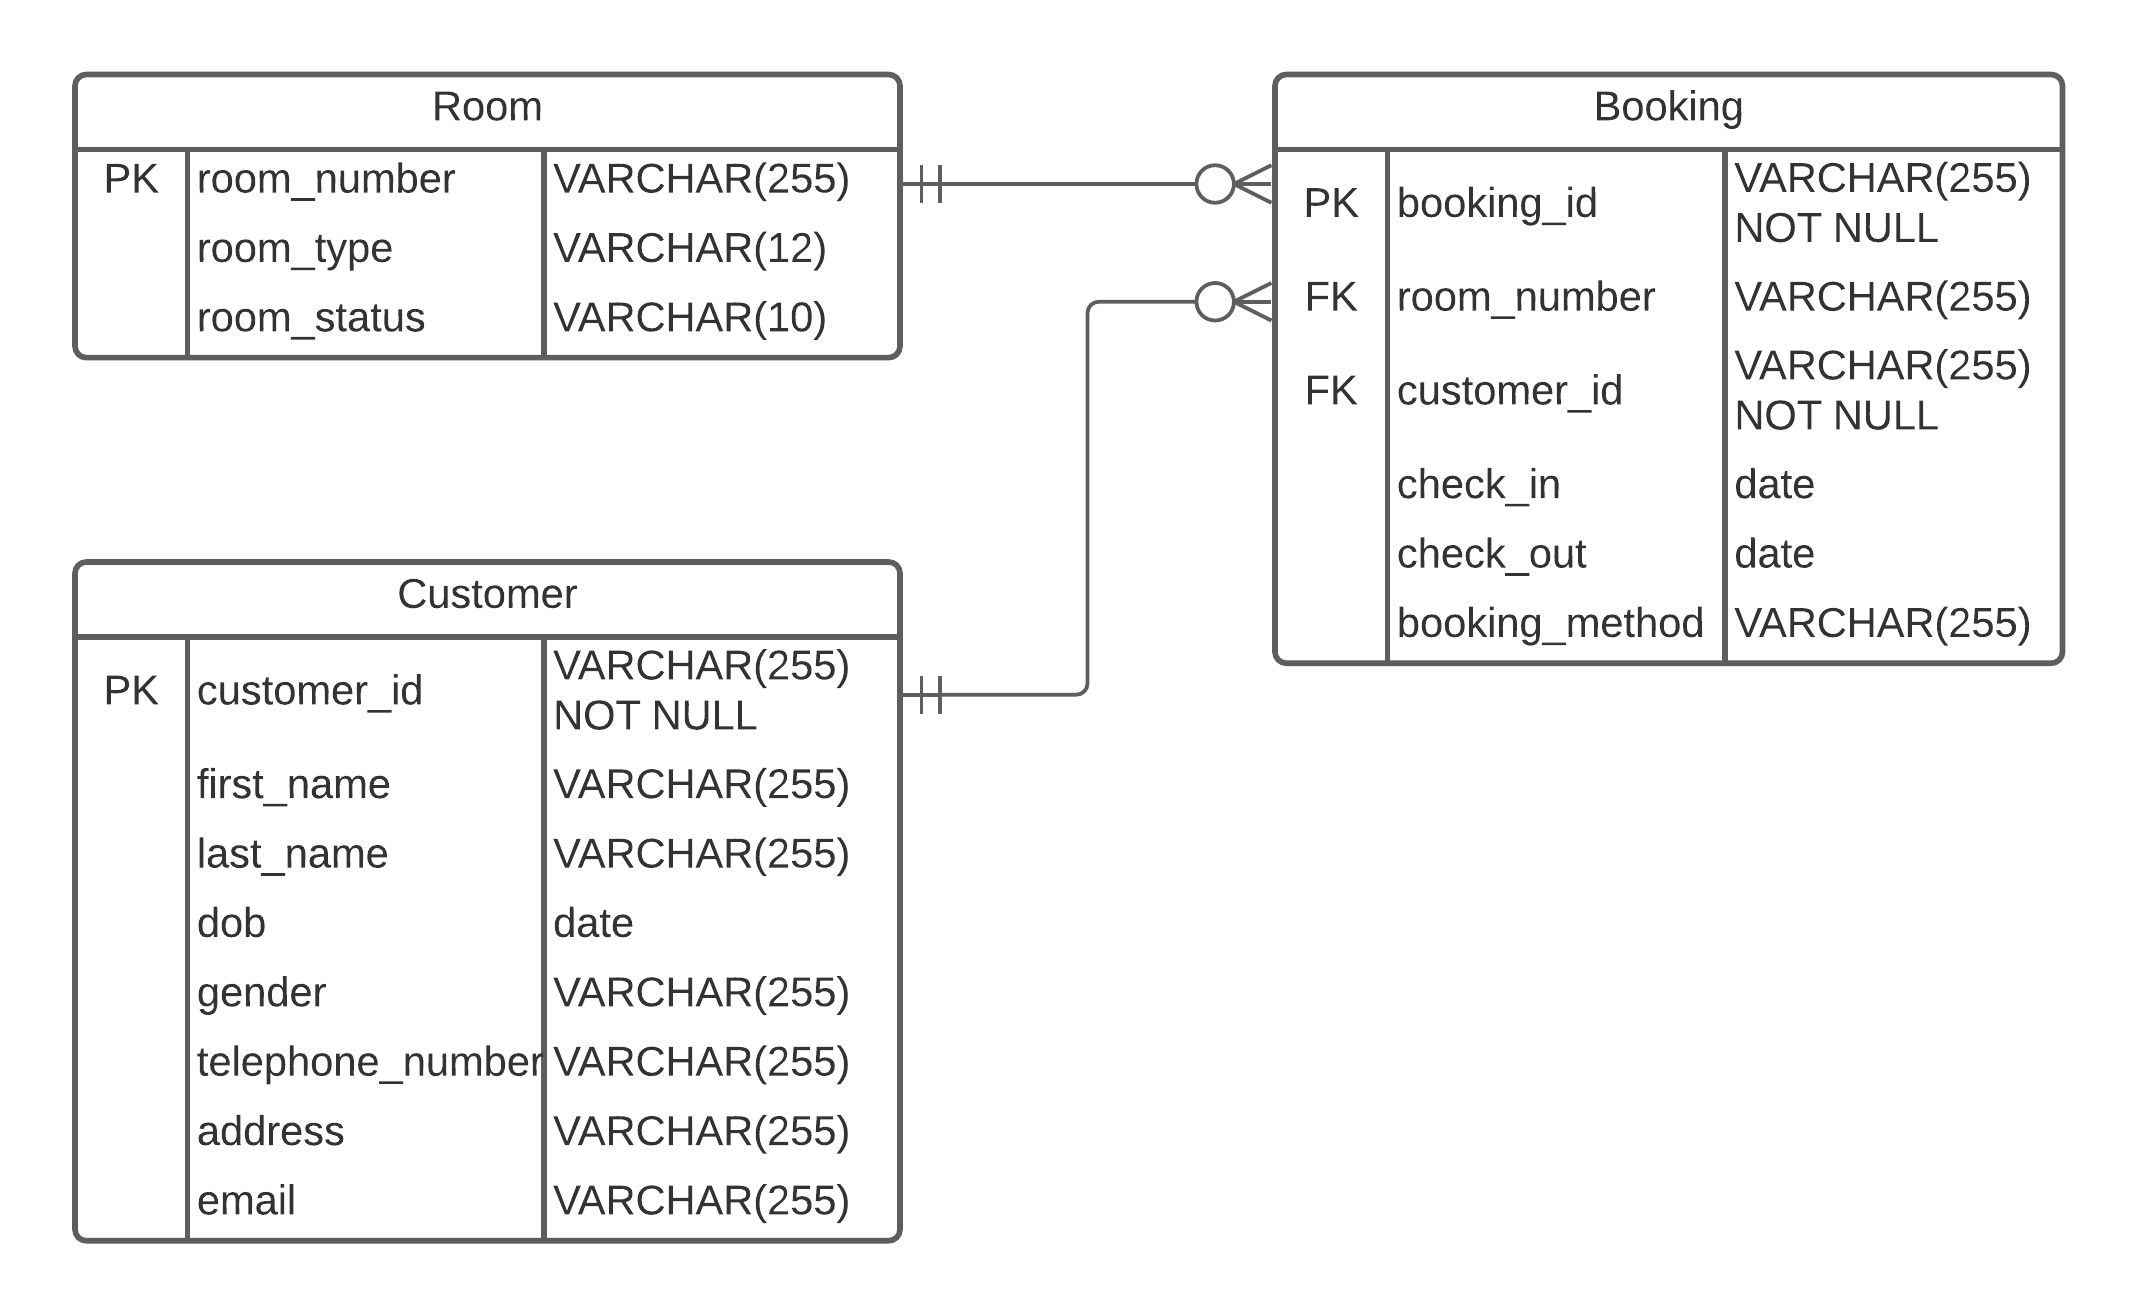 Room
PK room_number VARCHAR(255)
room_type VARCHAR(12)
room_status VARCHAR(10)
Booking
PK booking_id VARCHAR(255)
NOT NULL
FK room_number VARCHAR(255)
FK customer_id VARCHAR(255)
NOT NULL
check_in date
check_out date
booking_method VARCHAR(255)
Customer
PK customer_id VARCHAR(255)
NOT NULL
first_name VARCHAR(255)
last_name VARCHAR(255)
dob date
gender VARCHAR(255)
telephone_number VARCHAR(255)
address VARCHAR(255)
email VARCHAR(255)